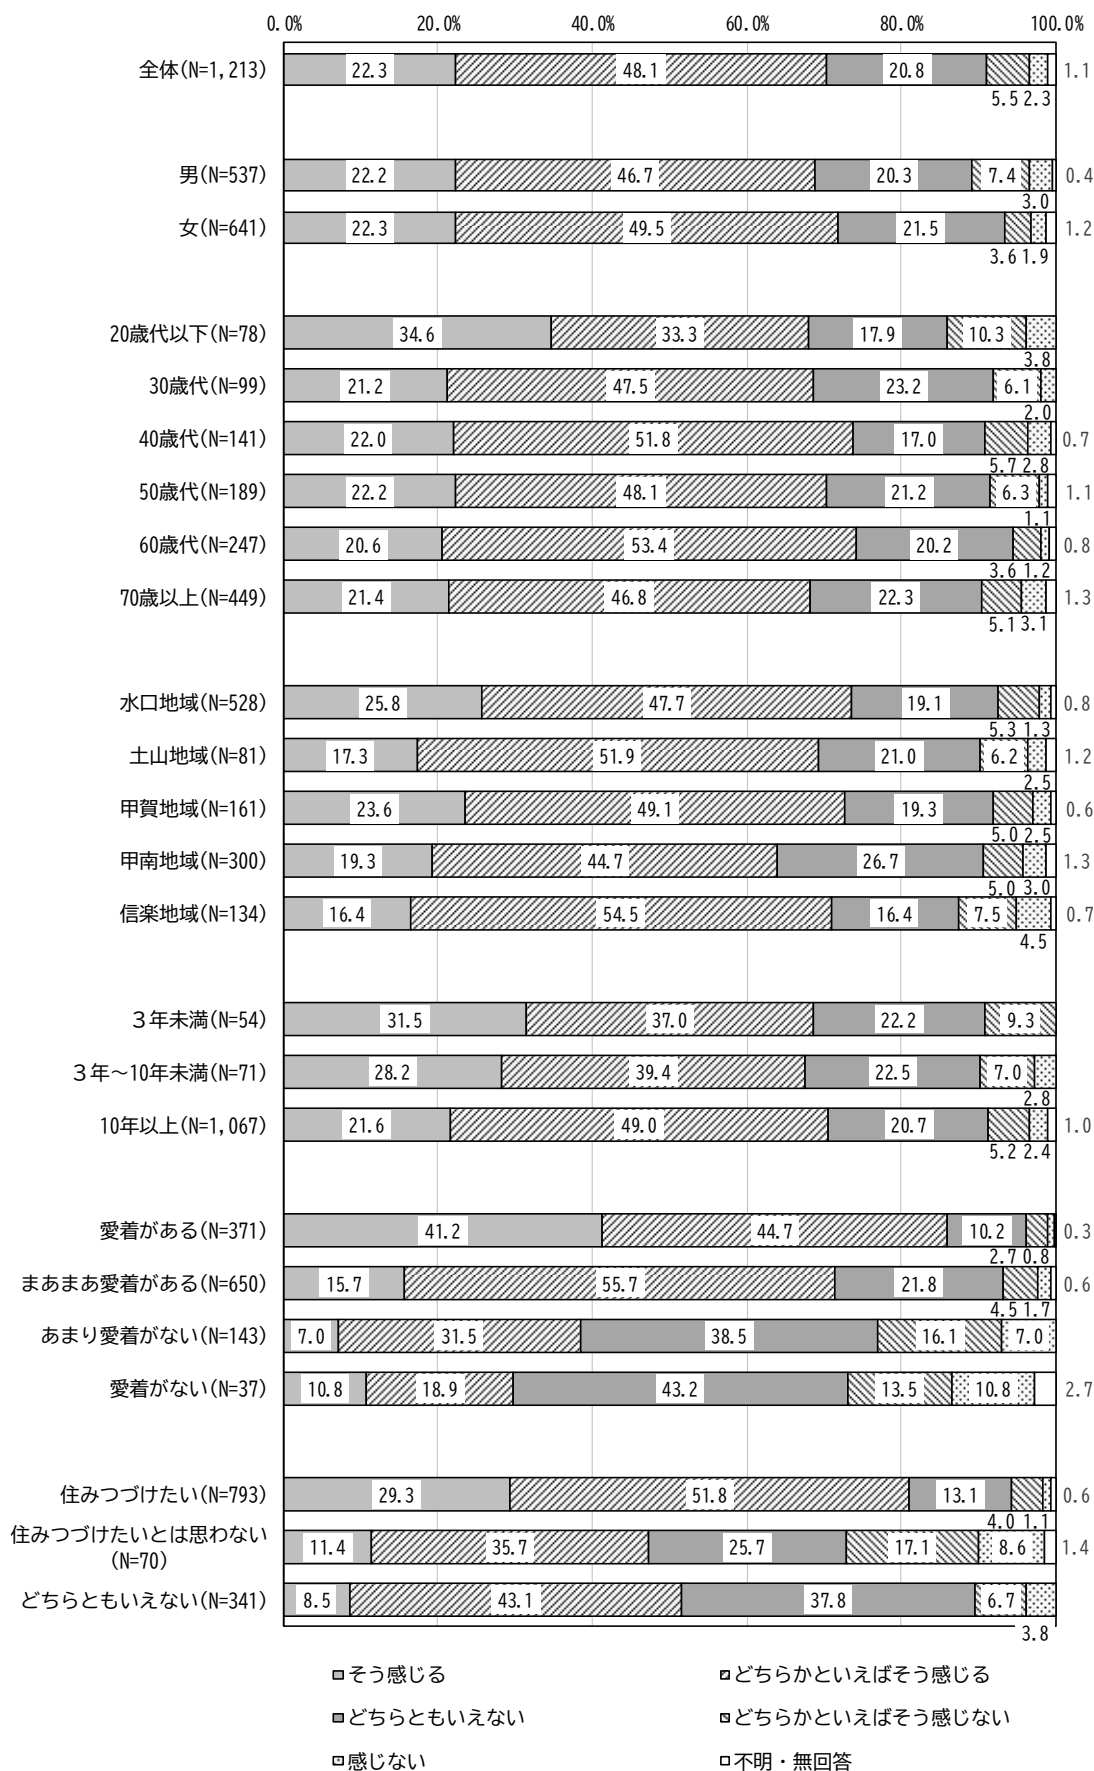 0.0% 20.0% 40.0% 60.0% 80.0% 100.0%
全体(N=1,213) 22.3 48.1 20.8 1.1
5.5 2.3
男(N=537) 22.2 46.7 20.3 7.4 0.4
3.0
女(N=641) 22.3 49.5 21.5 1.2
3.6 1.9
20歳代以下(N=78) 34.6 33.3 17.9 10.3
3.8
30歳代(N=99) 21.2 47.5 23.2 6.1
2.0
40歳代(N=141) 22.0 51.8 17.0 0.7
5.7 2.8
50歳代(N=189) 22.2 48.1 21.2 6.3 1.1
1.1
60歳代(N=247) 20.6 53.4 20.2 0.8
3.6 1.2
70歳以上(N=449) 21.4 46.8 22.3 1.3
5.1 3.1
水口地域(N=528) 25.8 47.7 19.1 0.8
5.3 1.3
土山地域(N=81) 17.3 51.9 21.0 6.2 1.2
2.5
甲賀地域(N=161) 23.6 49.1 19.3 0.6
5.0 2.5
甲南地域(N=300) 19.3 44.7 26.7 1.3
5.0 3.0
信楽地域(N=134) 16.4 54.5 16.4 7.5 0.7
4.5
３年未満(N=54) 31.5 37.0 22.2 9.3
３年～10年未満(N=71) 28.2 39.4 22.5 7.0
2.8
10年以上(N=1,067) 21.6 49.0 20.7 1.0
5.2 2.4
愛着がある(N=371) 41.2 44.7 10.2 0.3
2.7 0.8
まあまあ愛着がある(N=650) 15.7 55.7 21.8 0.6
4.5 1.7
あまり愛着がない(N=143) 7.0 31.5 38.5 16.1 7.0
愛着がない(N=37) 10.8 18.9 43.2 13.5 10.8 2.7
住みつづけたい(N=793) 29.3 51.8 13.1 0.6
4.0 1.1
住みつづけたいとは思わない
(N=70) 11.4 35.7 25.7 17.1 8.6 1.4
どちらともいえない(N=341) 8.5 43.1 37.8 6.7
3.8
そう感じる どちらかといえばそう感じる
どちらともいえない どちらかといえばそう感じない
感じない 不明・無回答